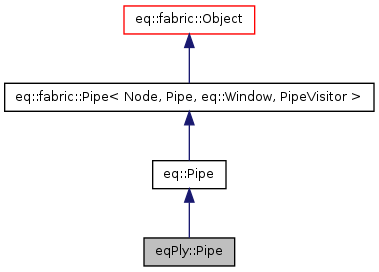 eq::fabric::Object
eq::fabric::Pipe< Node, Pipe, eq::Window, PipeVisitor >
eq::Pipe
eqPly::Pipe